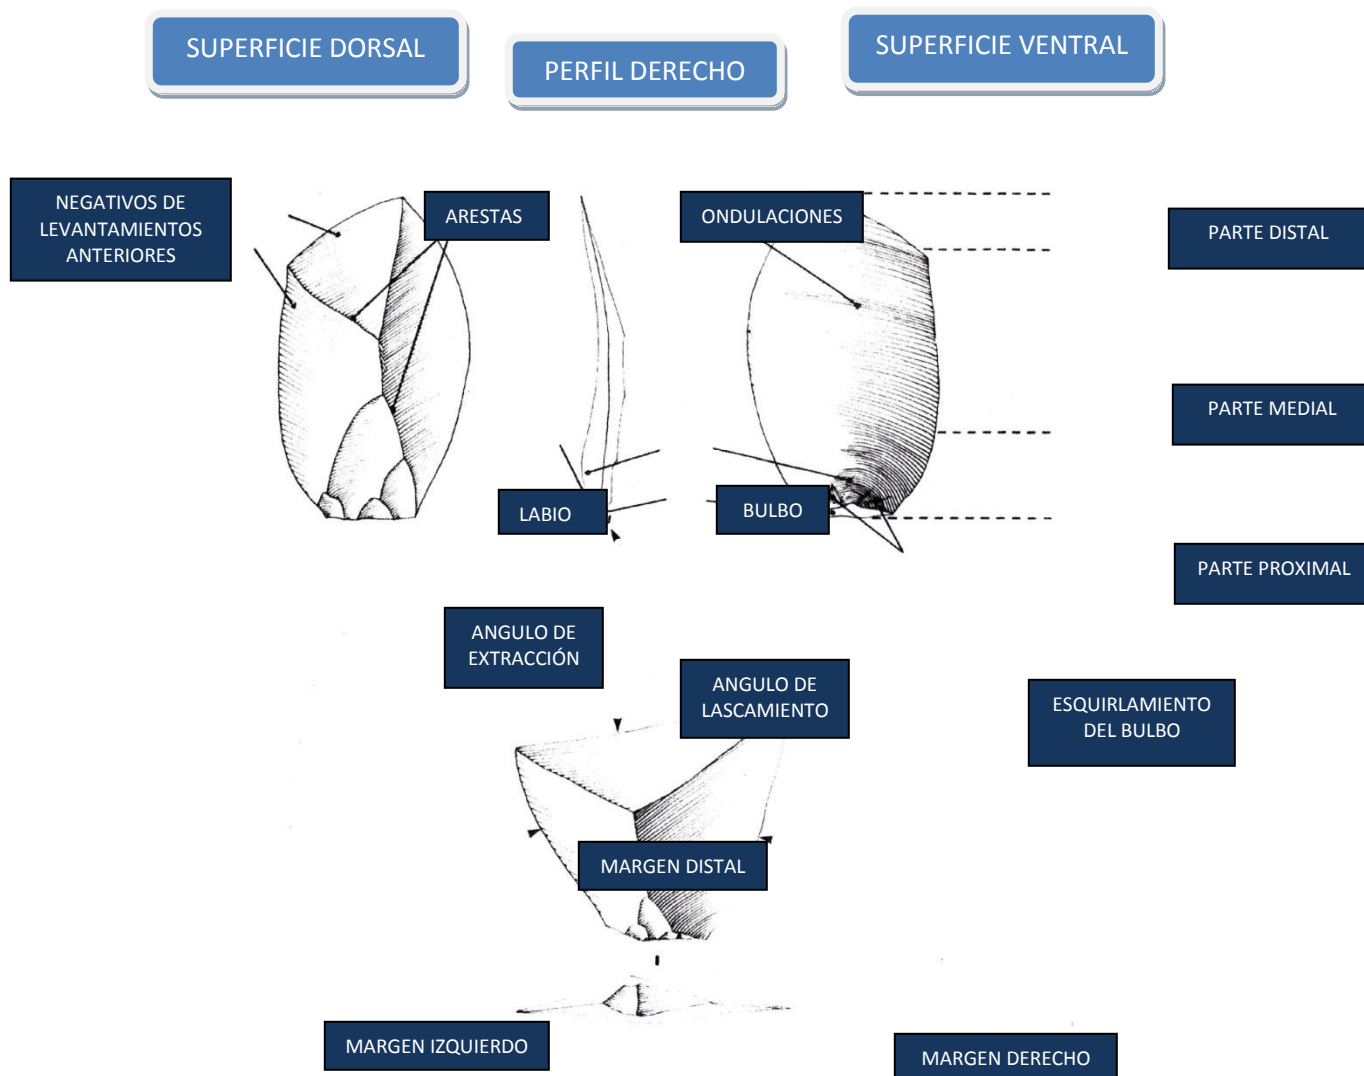 SUPERFICIE DORSAL
PERFIL DERECHO
SUPERFICIE VENTRAL
NEGATIVOS DE
LEVANTAMIENTOS
ANTERIORES
ARESTAS
ONDULACIONES
PARTE DISTAL
PARTE MEDIAL
LABIO
BULBO
PARTE PROXIMAL
ANGULO DE
EXTRACCIÓN
ANGULO DE
LASCAMIENTO
ESQUIRLAMIENTO
DEL BULBO
MARGEN DISTAL
MARGEN IZQUIERDO
MARGEN DERECHO